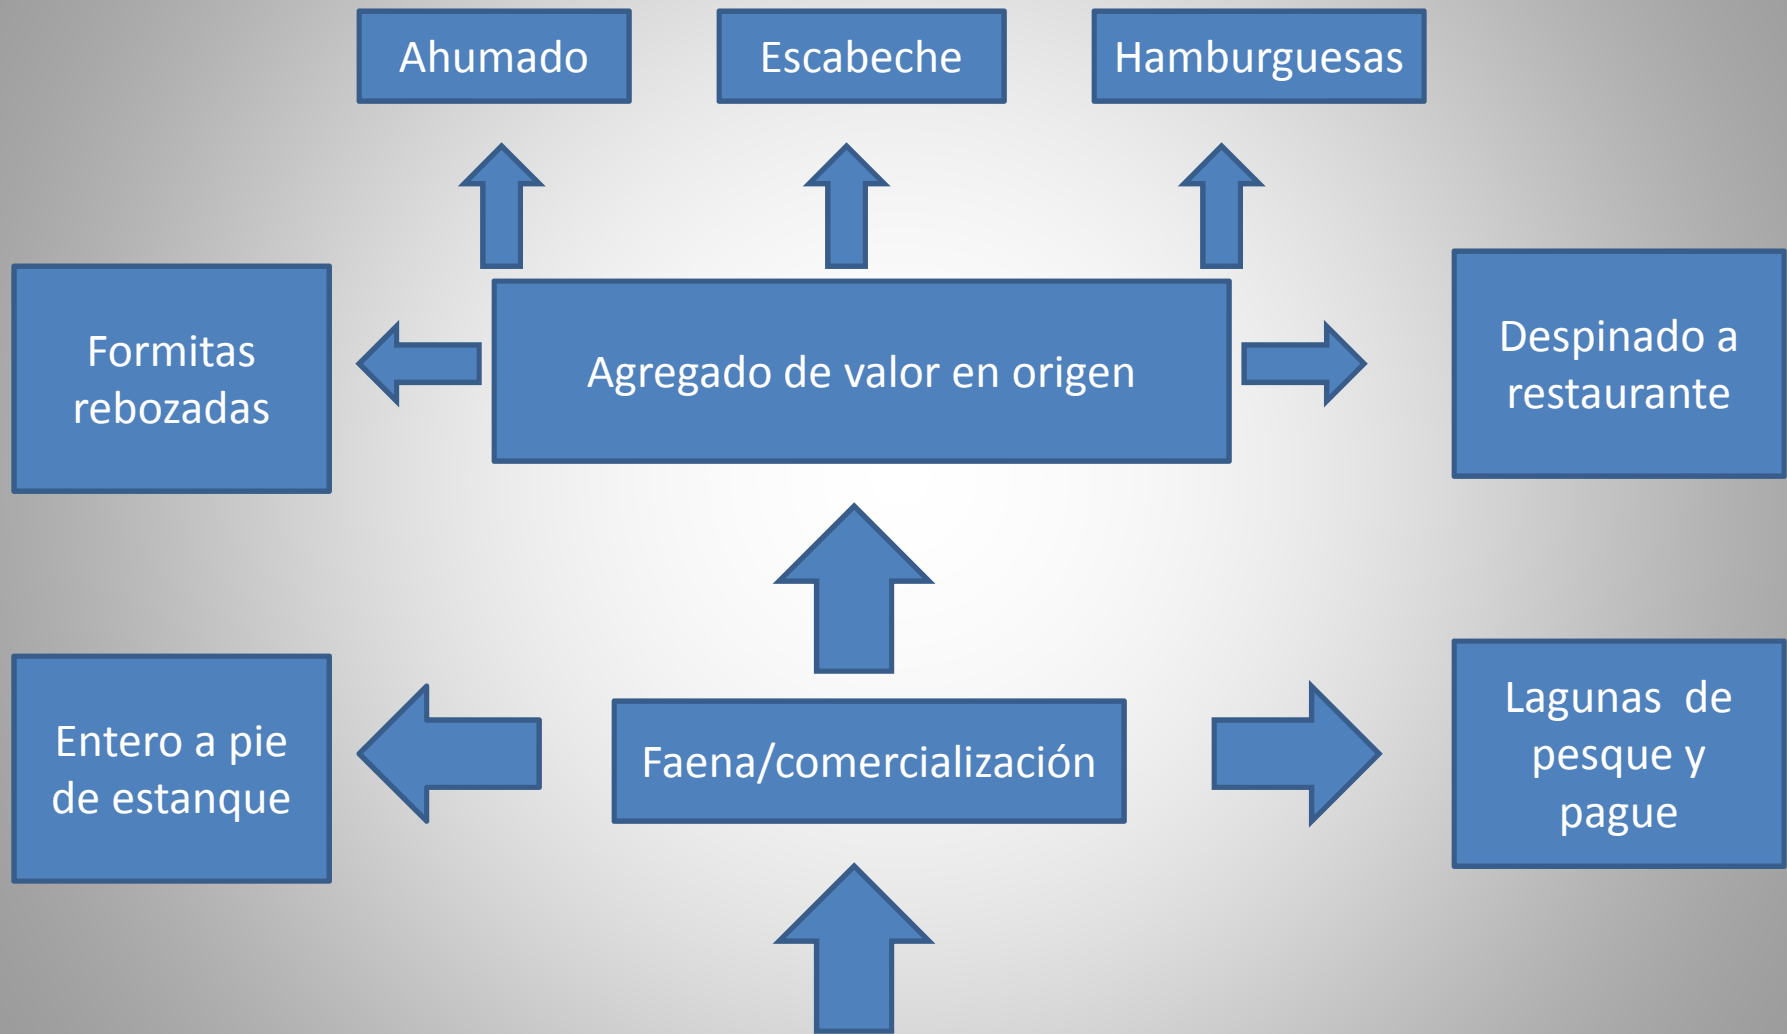 Ahumado
Escabeche
Hamburguesas
Formitas
rebozadas
Agregado de valor en origen
Despinado a
restaurante
Entero a pie
de estanque
Faena/comercialización
Lagunas  de
pesque y
pague